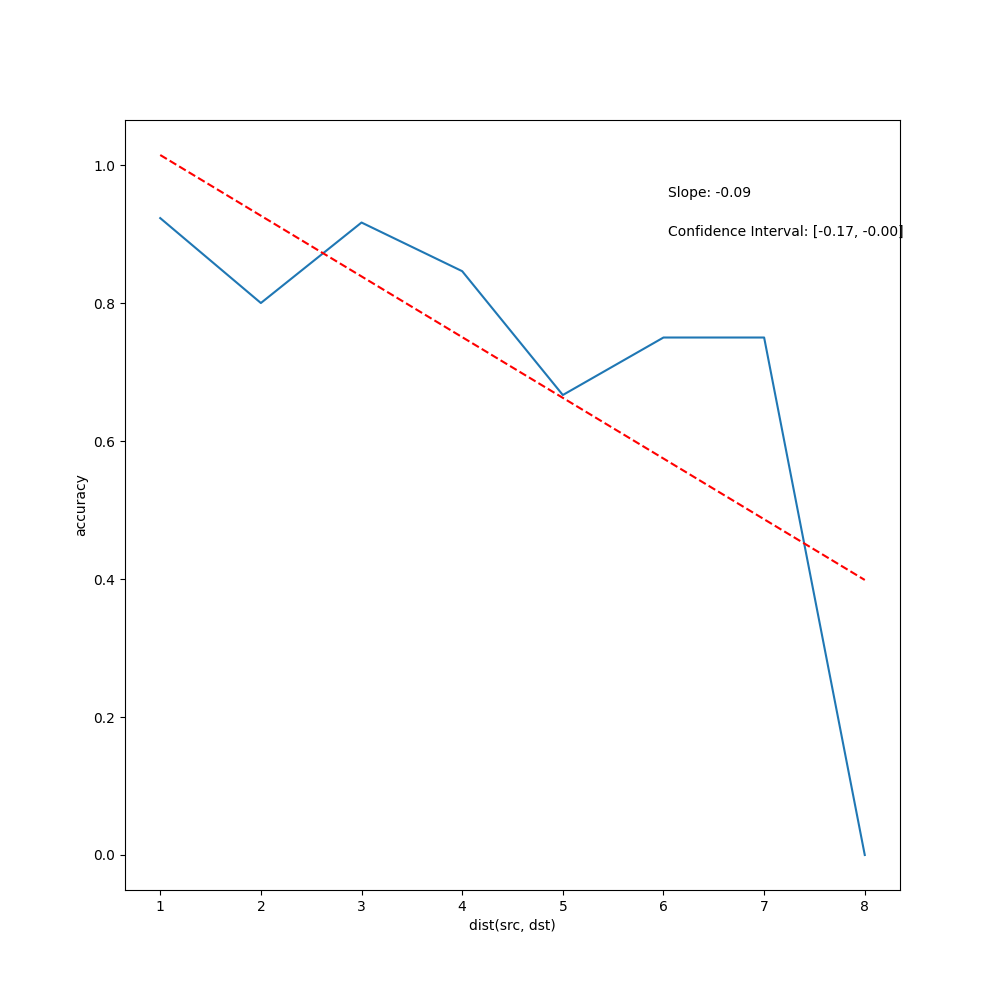 1.0
0.8
0.6
0.4
0.2
0.0
accuracy
Slope: -0.09
Confidence Interval: [-0.17, -0.00]
1 2 3 4 5 6 7 8
dist(src, dst)